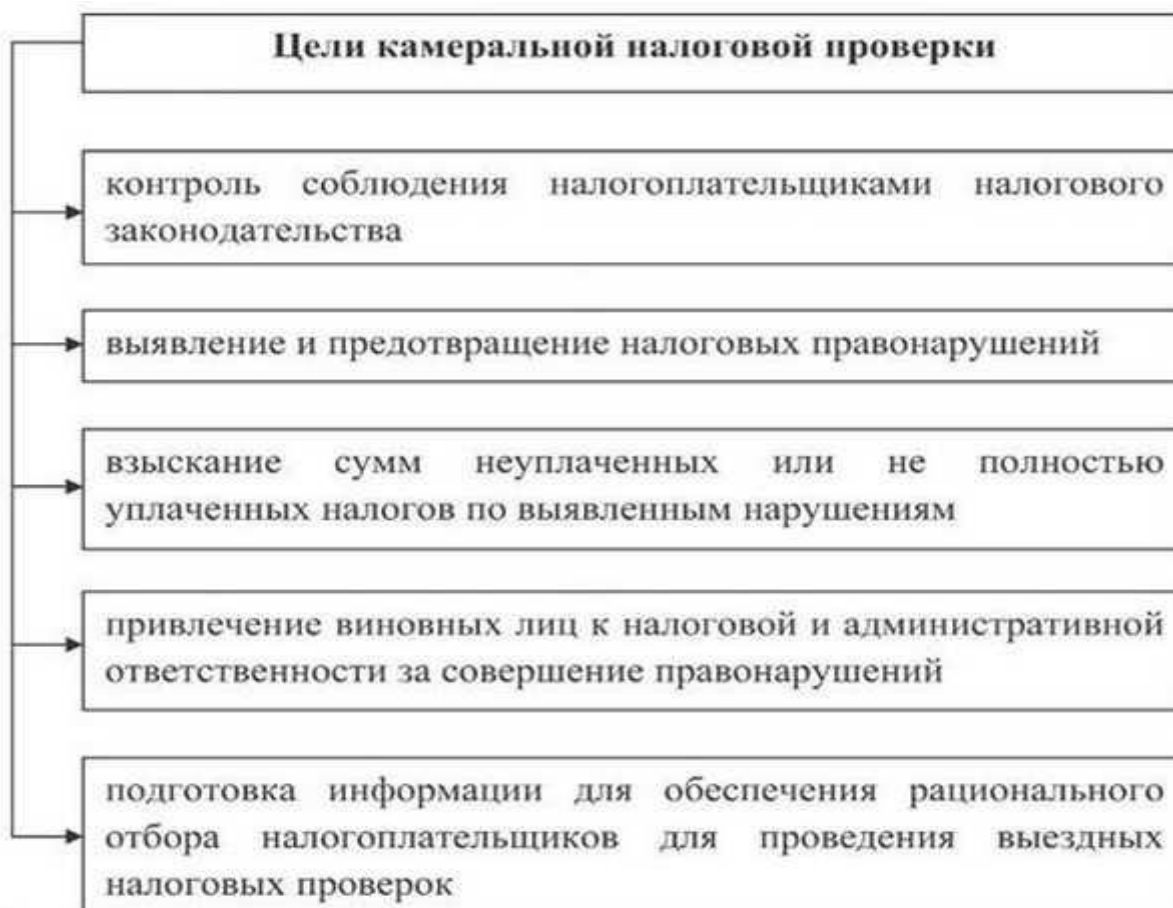 Цели камеральной налоговой проверки
контроль соблюдения налогоплательщиками налогового
законодательства
выявление и предотвращение налоговых правонарушений
взыскание сумм неуплаченных или не полностью
уплаченных налогов по выявленным нарушениям
привлечение виновных лиц к налоговой и административной
ответственности за совершение правонарушений
подготовка информации для обеспечения рационального
отбора налогоплательщиков для проведения выездных
налоговых проверок